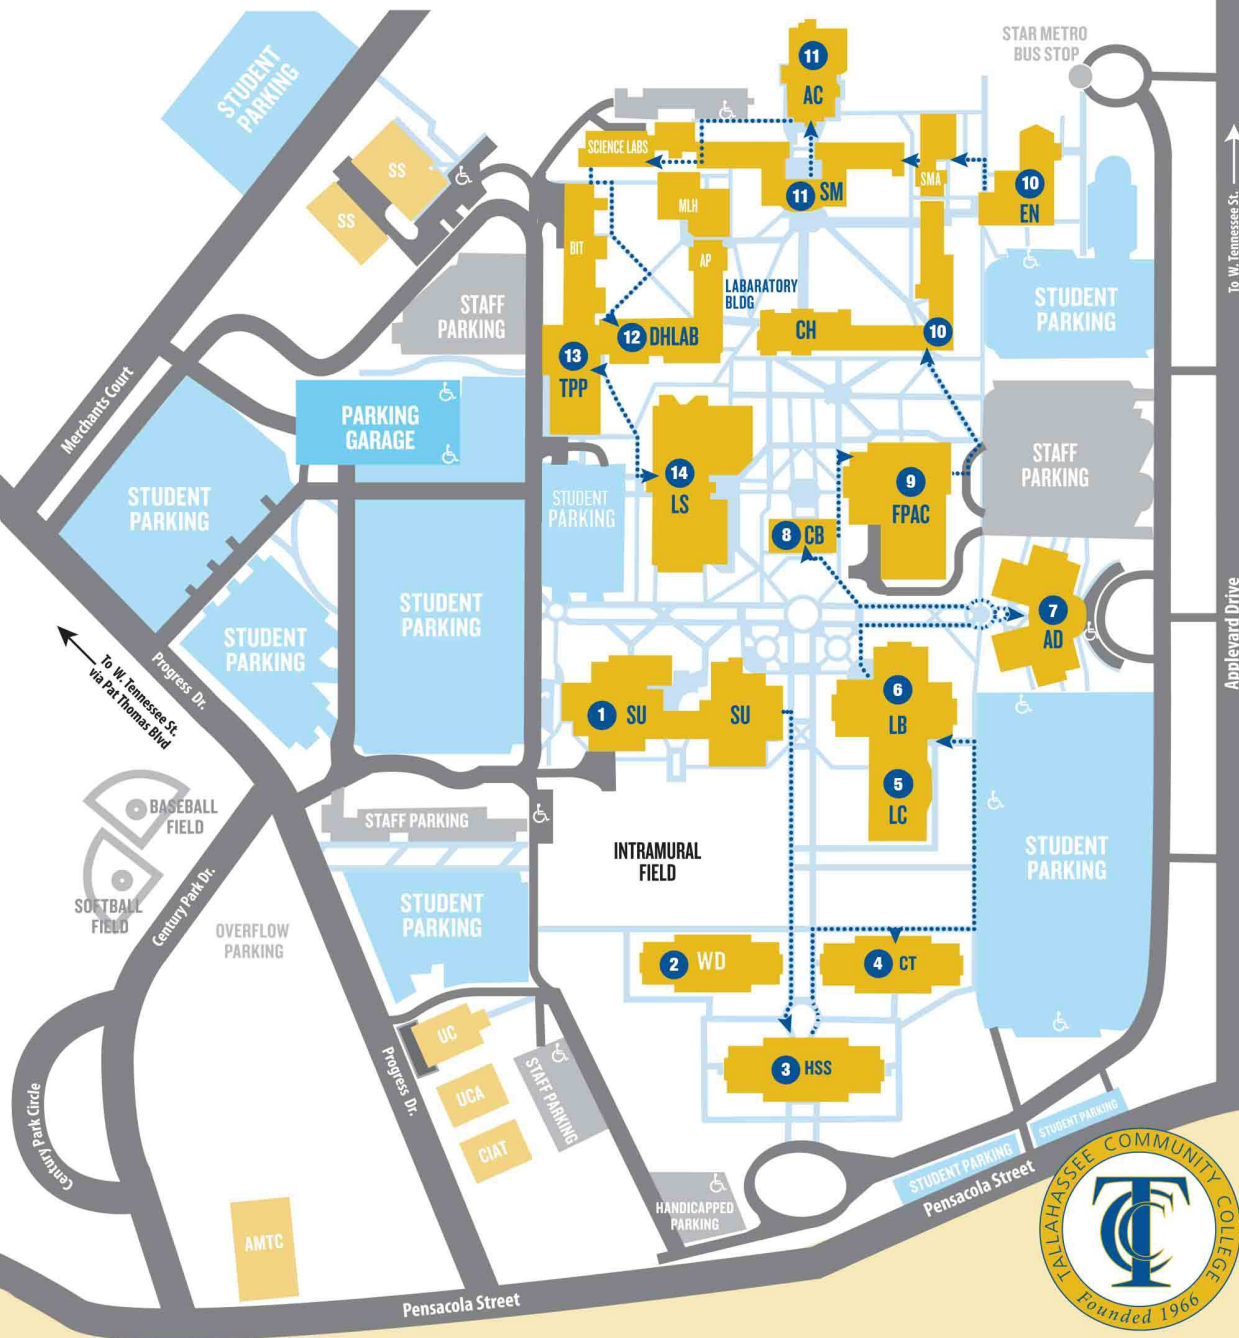 STAR METRO
BUS STOP
STUDENT
PARKING
11
AC
SCIENCE LABS
SS
SS
SMA
10
EN
11 SM
MLH
BIT
AP
To W. Tennessee St.
LABARATORY
BLDG
STAFF
PARKING
STUDENT
PARKING
12 DHLAB
CH
10
13
TPP
Merchants Court
PARKING
GARAGE
STAFF
PARKING
14
LS
9
FPAC
STUDENT
PARKING
STUDENT
PARKING
8 CB
STUDENT
PARKING
7
AD
STUDENT
PARKING
Appleyard Drive
To W. Tennessee St.
via Pat Thomas Blvd
Progress Dr.
6
LB
1 SU
SU
5
LC
BASEBALL
FIELD
STAFF PARKING
INTRAMURAL
FIELD
STUDENT
PARKING
SOFTBALL
FIELD
Century Park Dr.
STUDENT
PARKING
OVERFLOW
PARKING
2 WD
4 CT
UC
3 HSS
Progress Dr.
UCA
STAFF PARKING
CIAT
Century Park Circle
STUDENT PARKING
STUDENT PARKING
HANDICAPPED
PARKING
Pensacola Street
AMTC
Pensacola Street
TALLAHASSEE COMMUNITY COLLEGE
TCC
Founded 1966